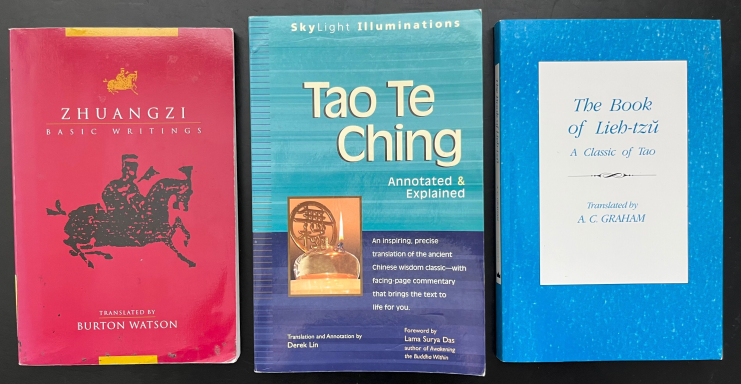 ZHUANGZI
BASIC WRITINGS
TRANSLATED BY
BURTON WATSON
SkyLight Illuminations
Tao Te
Ching
Annotated &
Explained
An inspiring, precise
translation of the ancient
Chinese wisdom classic—with
facing-page commentary
that brings the text to
life for you.
Translation and Annotation by
Derek Lin
Foreword by
Lama Surya Das
author of Awakening
the Buddha Within
The Book
of Lieh-tzŭ
A Classic of Tao
Translated by
A. C. GRAHAM